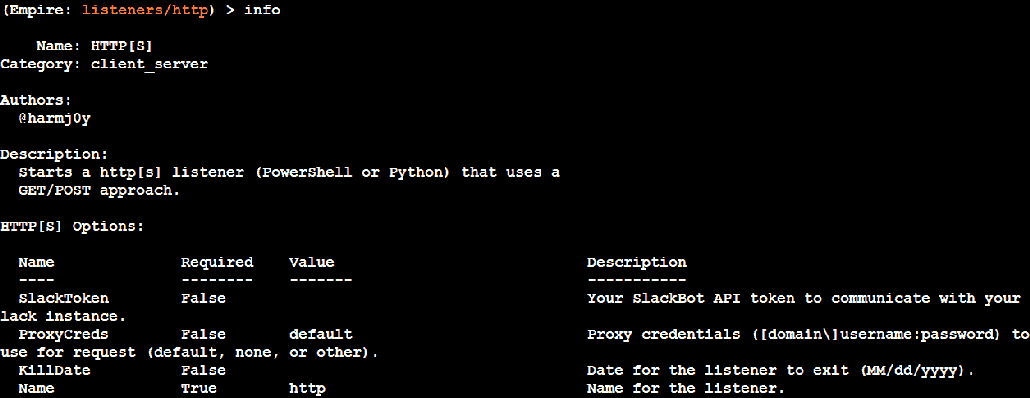 (Empire: listeners/http) > info
Name: HTTP[S]
Category: client_server
Authors:
@harmj0y
Description:
Starts a http[s] listener (PowerShell or Python) that uses a
GET/POST approach.
HTTP[S] Options:
Name Required Value Description
---- -------- ------- -----------
SlackToken False Your SlackBot API token to communicate with your
lack instance.
ProxyCreds False default Proxy credentials ([domain\]username:password) to
use for request (default, none, or other).
KillDate False Date for the listener to exit (MM/dd/yyyy).
Name True http Name for the listener.